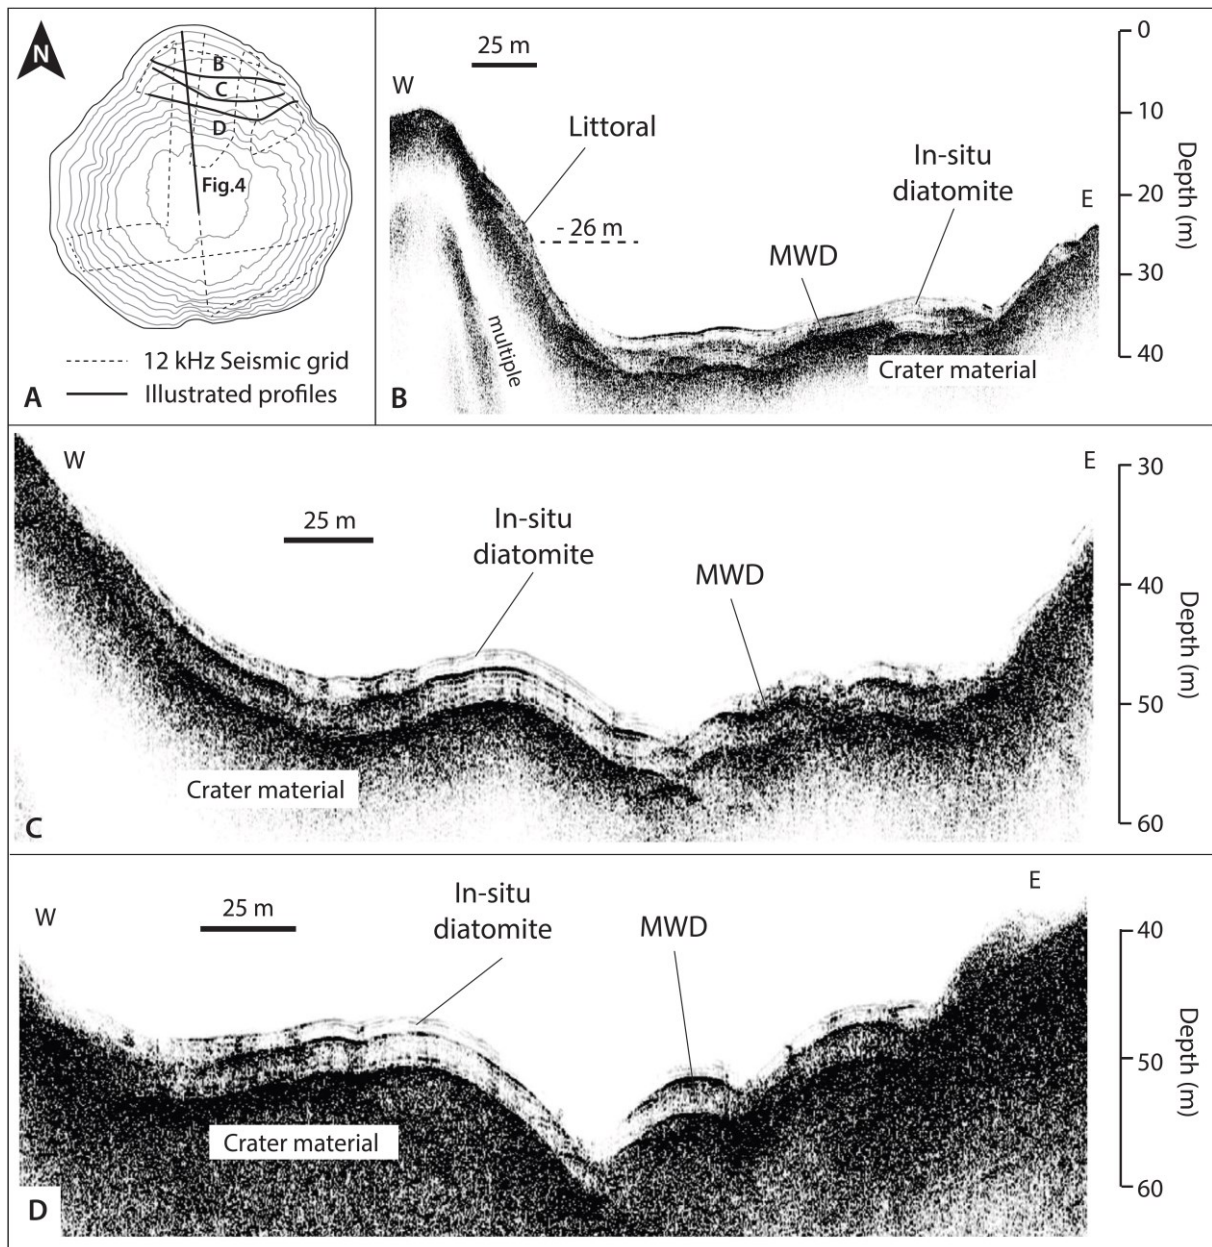 N
B
C
D
Fig.4
12 kHz Seismic grid
Illustrated profiles
A
25 m
W
Littoral
- 26 m
multiple
MWD
In-situ
diatomite
E
Crater material
B
0
10
20
30
40
Depth (m)
W
25 m
In-situ
diatomite
MWD
E
Crater material
C
30
40
50
60
Depth (m)
W
25 m
In-situ
diatomite
MWD
E
Crater material
D
40
50
60
Depth (m)